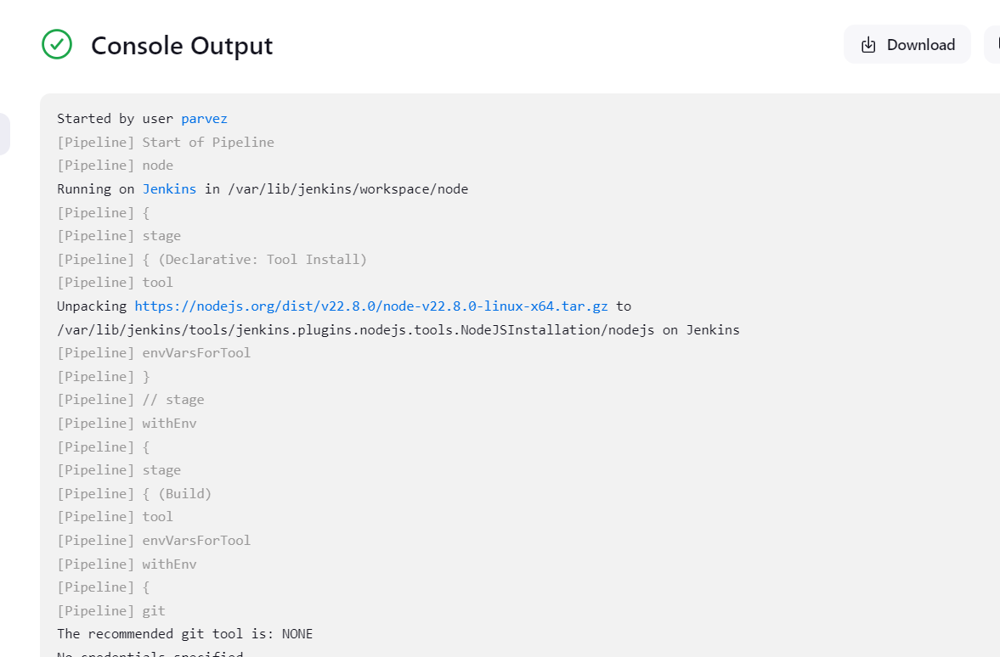 Console Output
Download
Started by user parvez
[Pipeline] Start of Pipeline
[Pipeline] node
Running on Jenkins in /var/lib/jenkins/workspace/node
[Pipeline] {
[Pipeline] stage
[Pipeline] { (Declarative: Tool Install)
[Pipeline] tool
Unpacking https://nodejs.org/dist/v22.8.0/node-v22.8.0-linux-x64.tar.gz to
/var/lib/jenkins/tools/jenkins.plugins.nodejs.tools.NodeJSInstallation/nodejs on Jenkins
[Pipeline] envVarsForTool
[Pipeline] }
[Pipeline] // stage
[Pipeline] withEnv
[Pipeline] {
[Pipeline] stage
[Pipeline] { (Build)
[Pipeline] tool
[Pipeline] envVarsForTool
[Pipeline] withEnv
[Pipeline] {
[Pipeline] git
The recommended git tool is: NONE
No credentials specified